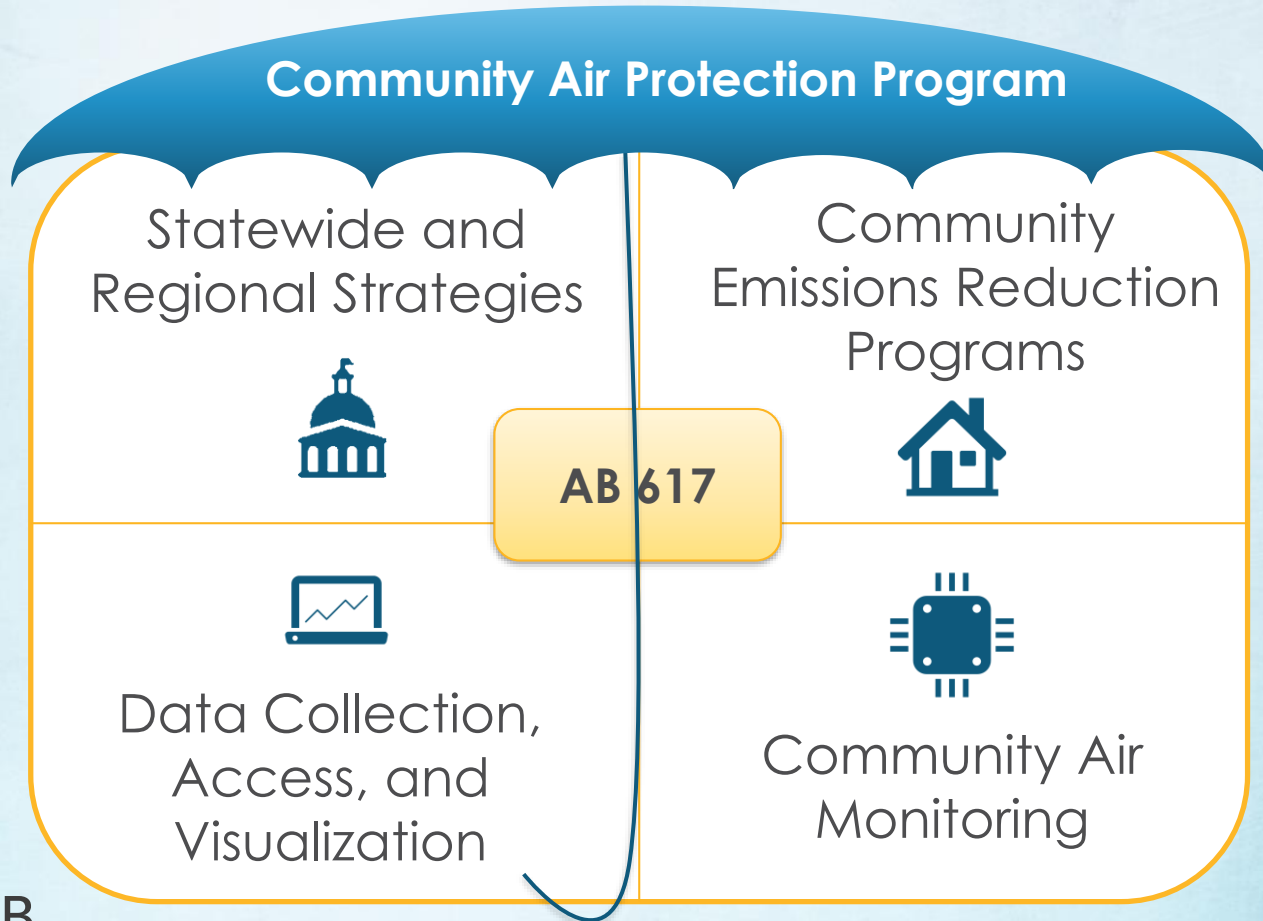 Community Air Protection Program
Statewide and
Regional Strategies
Community
Emissions Reduction
Programs
AB 617
Data Collection,
Access, and
Visualization
Community Air
Monitoring
B